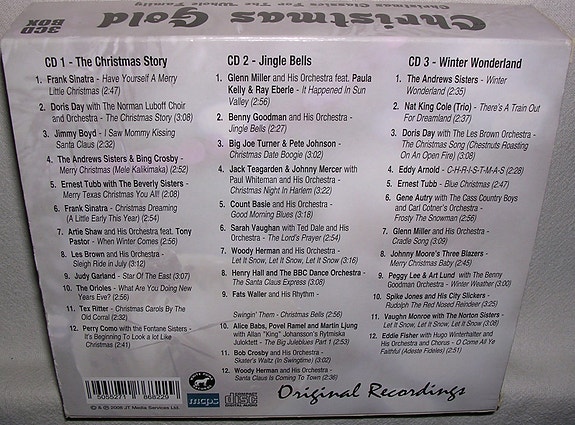 Christmas Gold
3CD
BOX
Christmas Classics For The Whole Family
CD 1 - The Christmas Story
1. Frank Sinatra - Have Yourself A Merry
Little Christmas (2:47)
2. Doris Day with The Norman Luboff Choir
and Orchestra - The Christmas Story (3:08)
3. Jimmy Boyd - I Saw Mommy Kissing
Santa Claus (2:32)
4. The Andrews Sisters & Bing Crosby -
Merry Christmas (Mele Kalikimaka) (2:52)
5. Ernest Tubb with The Beverly Sisters -
Merry Texas Christmas You All! (2:08)
6. Frank Sinatra - Christmas Dreaming
(A Little Early This Year) (2:54)
7. Artie Shaw and His Orchestra feat. Tony
Pastor - When Winter Comes (2:56)
8. Les Brown and His Orchestra -
Sleigh Ride in July (3:12)
9. Judy Garland - Star Of The East (3:07)
10. The Orioles - What Are You Doing New
Years Eve? (2:56)
11. Tex Ritter - Christmas Carols By The
Old Corral (2:32)
12. Perry Como with the Fontane Sisters -
It's Beginning To Look a lot Like
Christmas (2:41)
5055271 868229
© & ℗ 2008 JT Media Services Ltd.
CD 2 - Jingle Bells
1. Glenn Miller and His Orchestra feat. Paula
Kelly & Ray Eberle - It Happened In Sun
Valley (2:56)
2. Benny Goodman and His Orchestra -
Jingle Bells (2:27)
3. Big Joe Turner & Pete Johnson -
Christmas Date Boogie (3:02)
4. Jack Teagarden & Johnny Mercer with
Paul Whiteman and His Orchestra -
Christmas Night In Harlem (3:22)
5. Count Basie and His Orchestra -
Good Morning Blues (3:18)
6. Sarah Vaughan with Ted Dale and His
Orchestra - The Lord's Prayer (2:54)
7. Woody Herman and His Orchestra -
Let It Snow, Let It Snow, Let It Snow (3:16)
8. Henry Hall and The BBC Dance Orchestra -
The Santa Claus Express (3:08)
9. Fats Waller and His Rhythm -
Swingin' Them - Christmas Bells (2:56)
10. Alice Babs, Povel Ramel and Martin Ljung
with Allan "King" Johansson's Rytmiska
Juloktett - The Big Juleblues Part 1 (2:53)
11. Bob Crosby and His Orchestra -
Skater's Waltz (In Swingtime) (3:02)
12. Woody Herman and His Orchestra -
Santa Claus Is Coming To Town (2:36)
mcps
COMPACT
disc
DIGITAL AUDIO
CD 3 - Winter Wonderland
1. The Andrews Sisters - Winter
Wonderland (2:35)
2. Nat King Cole (Trio) - There's A Train Out
For Dreamland (2:37)
3. Doris Day with The Les Brown Orchestra -
The Christmas Song (Chestnuts Roasting
On An Open Fire) (3:08)
4. Eddy Arnold - C-H-R-I-S-T-M-A-S (2:28)
5. Ernest Tubb - Blue Christmas (2:47)
6. Gene Autry with The Cass Country Boys
and Carl Cotner's Orchestra -
Frosty The Snowman (2:56)
7. Glenn Miller and His Orchestra -
Cradle Song (3:09)
8. Johnny Moore's Three Blazers -
Merry Christmas Baby (2:45)
9. Peggy Lee & Art Lund with The Benny
Goodman Orchestra - Winter Weather (3:00)
10. Spike Jones and His City Slickers -
Rudolph The Red Nosed Reindeer (3:25)
11. Vaughn Monroe with The Norton Sisters -
Let It Snow, Let It Snow, Let It Snow (3:08)
12. Eddie Fisher with Hugo Winterhalter and
His Orchestra and Chorus - O Come All Ye
Faithful (Adeste Fideles) (2:51)
Original Recordings